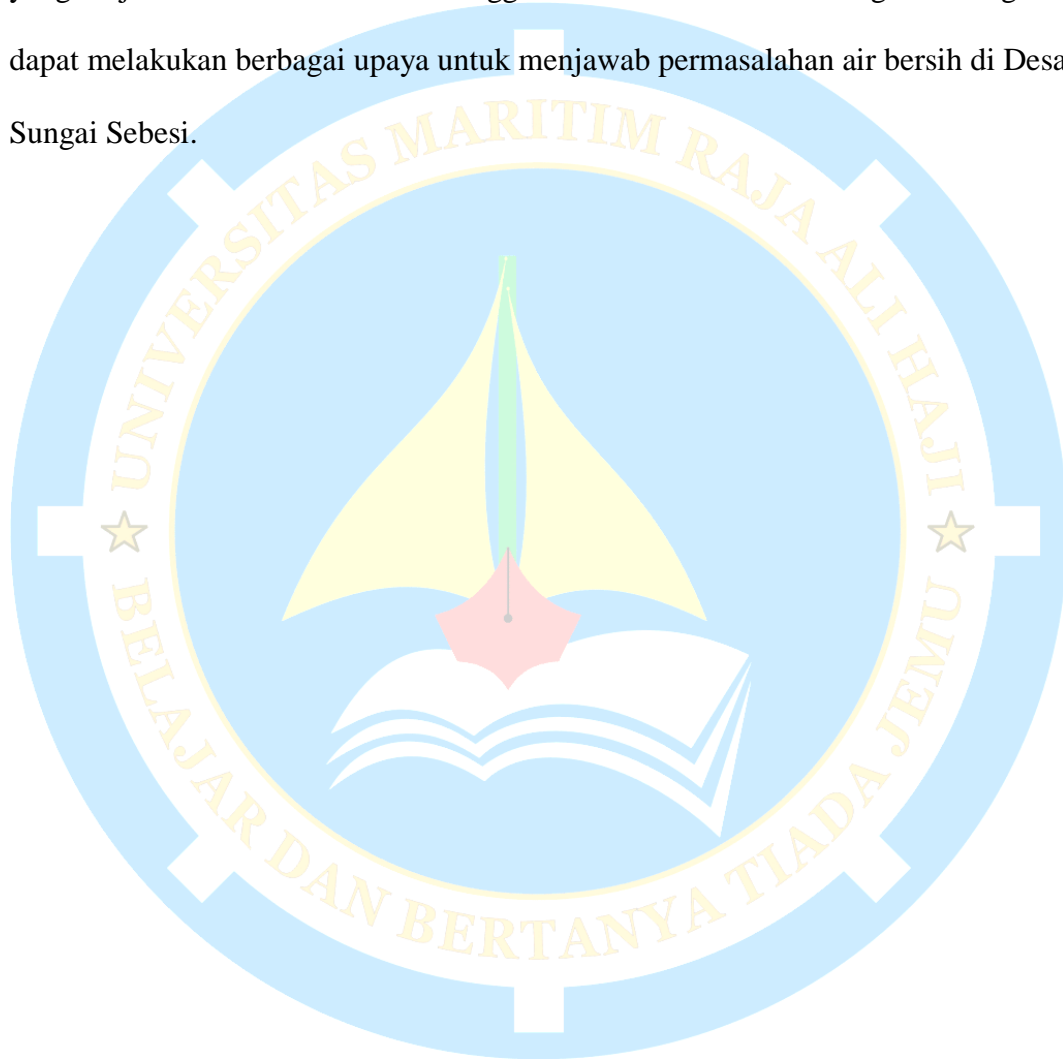 dapat melakukan berbagai upaya untuk menjawab permasalahan air bersih di Desa
Sungai Sebesi.
UNIVERSITAS MARITIM RAJA ALI HAJI
BELAJAR DAN BERTANYA TIADA JEMU